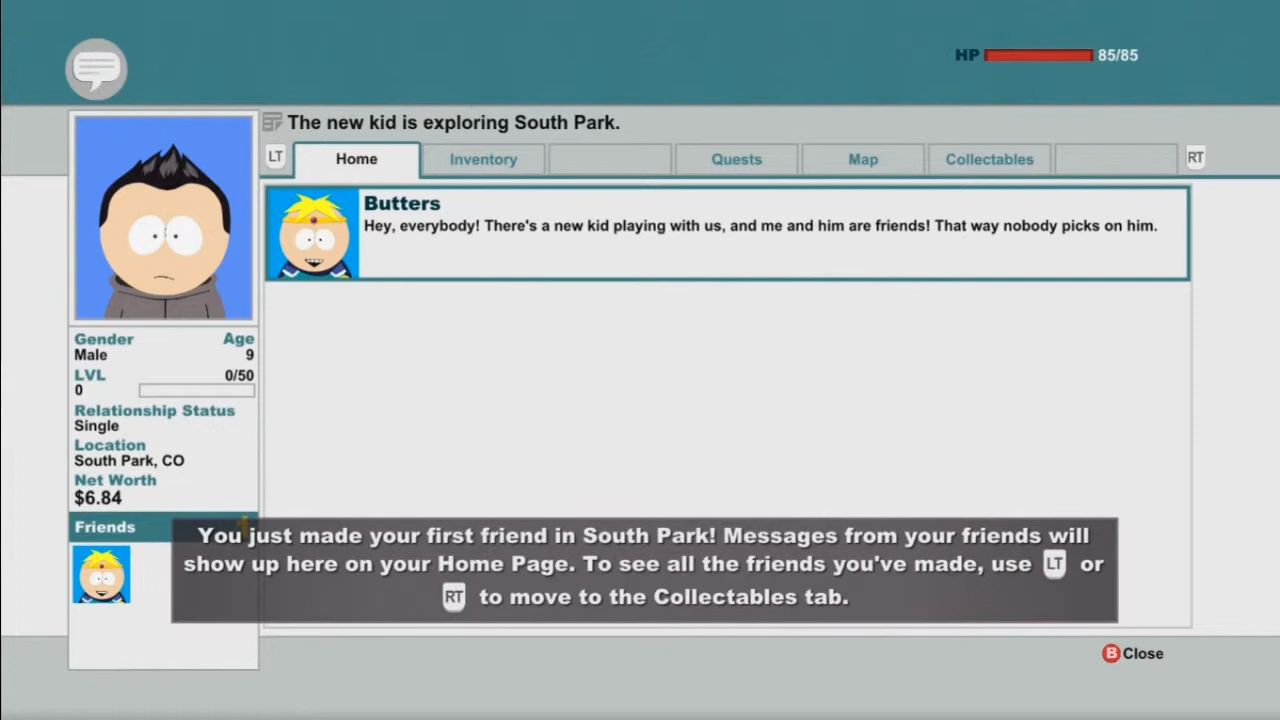 HP 85/85
The new kid is exploring South Park.
LT Home Inventory Quests Map Collectables RT
Butters
Hey, everybody! There's a new kid playing with us, and me and him are friends! That way nobody picks on him.
Gender Age
Male 9
LVL 0/50
0
Relationship Status
Single
Location
South Park, CO
Net Worth
$6.84
Friends 1
You just made your first friend in South Park! Messages from your friends will
show up here on your Home Page. To see all the friends you've made, use LT or
RT to move to the Collectables tab.
B Close